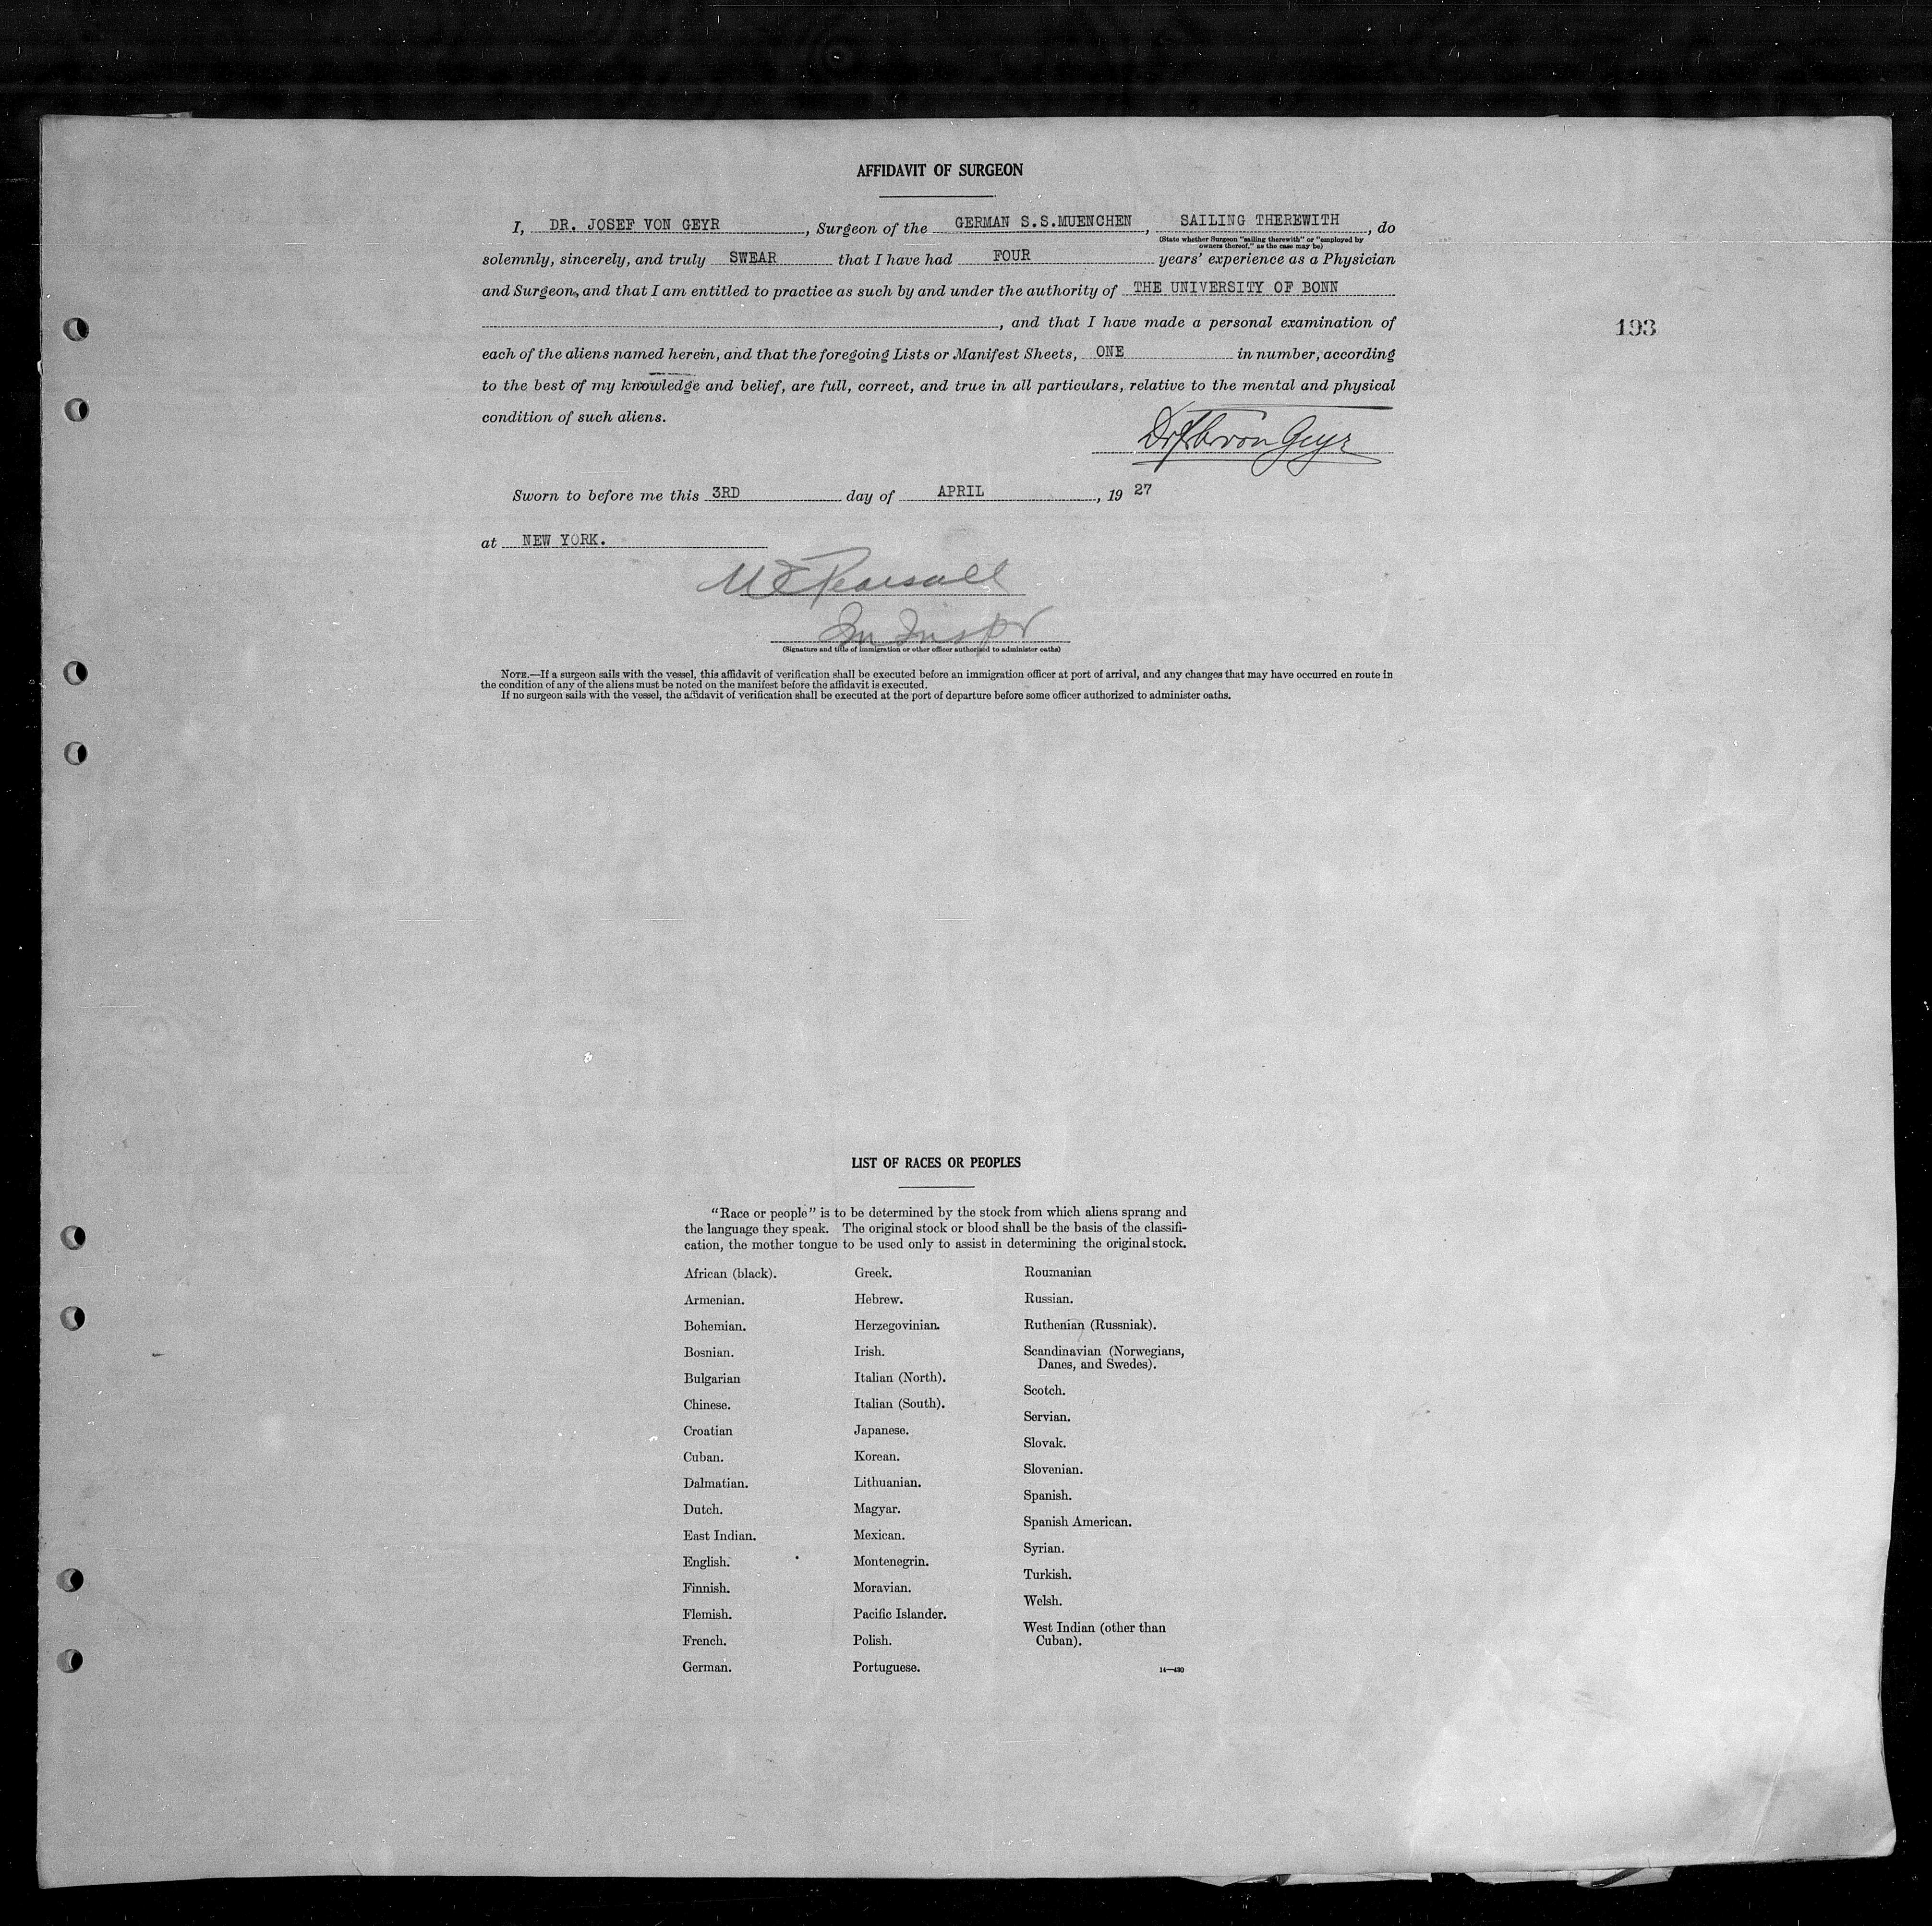 AFFIDAVIT OF SURGEON
I, DR. JOSEF VON GEYR, Surgeon of the GERMAN S.S.MUENCHEN, SAILING THEREWITH, do
(State whether Surgeon "sailing therewith" or "employed by
owners thereof," as the case may be)
solemnly, sincerely, and truly SWEAR that I have had FOUR years' experience as a Physician
and Surgeon, and that I am entitled to practice as such by and under the authority of THE UNIVERSITY OF BONN
, and that I have made a personal examination of
193
each of the aliens named herein, and that the foregoing Lists or Manifest Sheets, ONE in number, according
to the best of my knowledge and belief, are full, correct, and true in all particulars, relative to the mental and physical
condition of such aliens.
von Geyr
Sworn to before me this 3RD day of APRIL, 19 27
at NEW YORK.
Pearsall
Im Inspr
(Signature and title of immigration or other officer authorized to administer oaths)
NOTE.—If a surgeon sails with the vessel, this affidavit of verification shall be executed before an immigration officer at port of arrival, and any changes that may have occurred en route in
the condition of any of the aliens must be noted on the manifest before the affidavit is executed.
If no surgeon sails with the vessel, the affidavit of verification shall be executed at the port of departure before some officer authorized to administer oaths.
LIST OF RACES OR PEOPLES
"Race or people" is to be determined by the stock from which aliens sprang and
the language they speak. The original stock or blood shall be the basis of the classifi-
cation, the mother tongue to be used only to assist in determining the original stock.
African (black).
Armenian.
Bohemian.
Bosnian.
Bulgarian
Chinese.
Croatian
Cuban.
Dalmatian.
Dutch.
East Indian.
English.
Finnish.
Flemish.
French.
German.
Greek.
Hebrew.
Herzegovinian.
Irish.
Italian (North).
Italian (South).
Japanese.
Korean.
Lithuanian.
Magyar.
Mexican.
Montenegrin.
Moravian.
Pacific Islander.
Polish.
Portuguese.
Roumanian
Russian.
Ruthenian (Russniak).
Scandinavian (Norwegians,
Danes, and Swedes).
Scotch.
Servian.
Slovak.
Slovenian.
Spanish.
Spanish American.
Syrian.
Turkish.
Welsh.
West Indian (other than
Cuban).
14—430